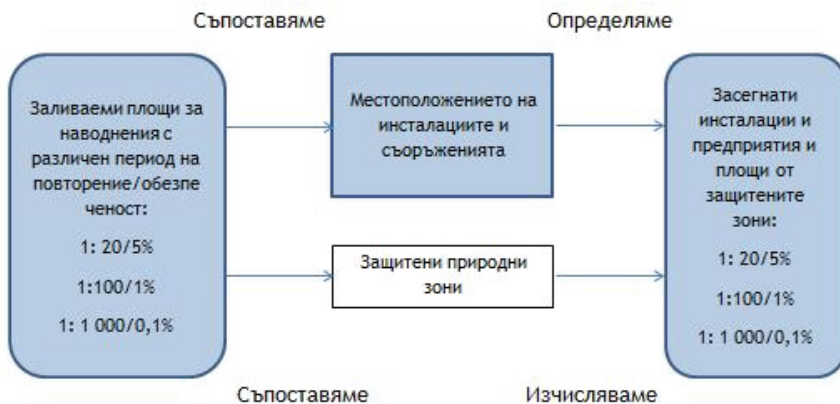 Съпоставяме
Определяме
Заливаеми площи за
наводнения с
различен период на
повторение/обезпе
ченост:
1: 20/5%
1:100/1%
1: 1 000/0,1%
Местоположението на
инсталациите и
съоръженията
Защитени природни
зони
Засегнати
инсталации и
предприятия и
площи от
защитените
зони:
1: 20/5%
1:100/1%
1: 1 000/0,1%
Съпоставяме
Изчисляваме